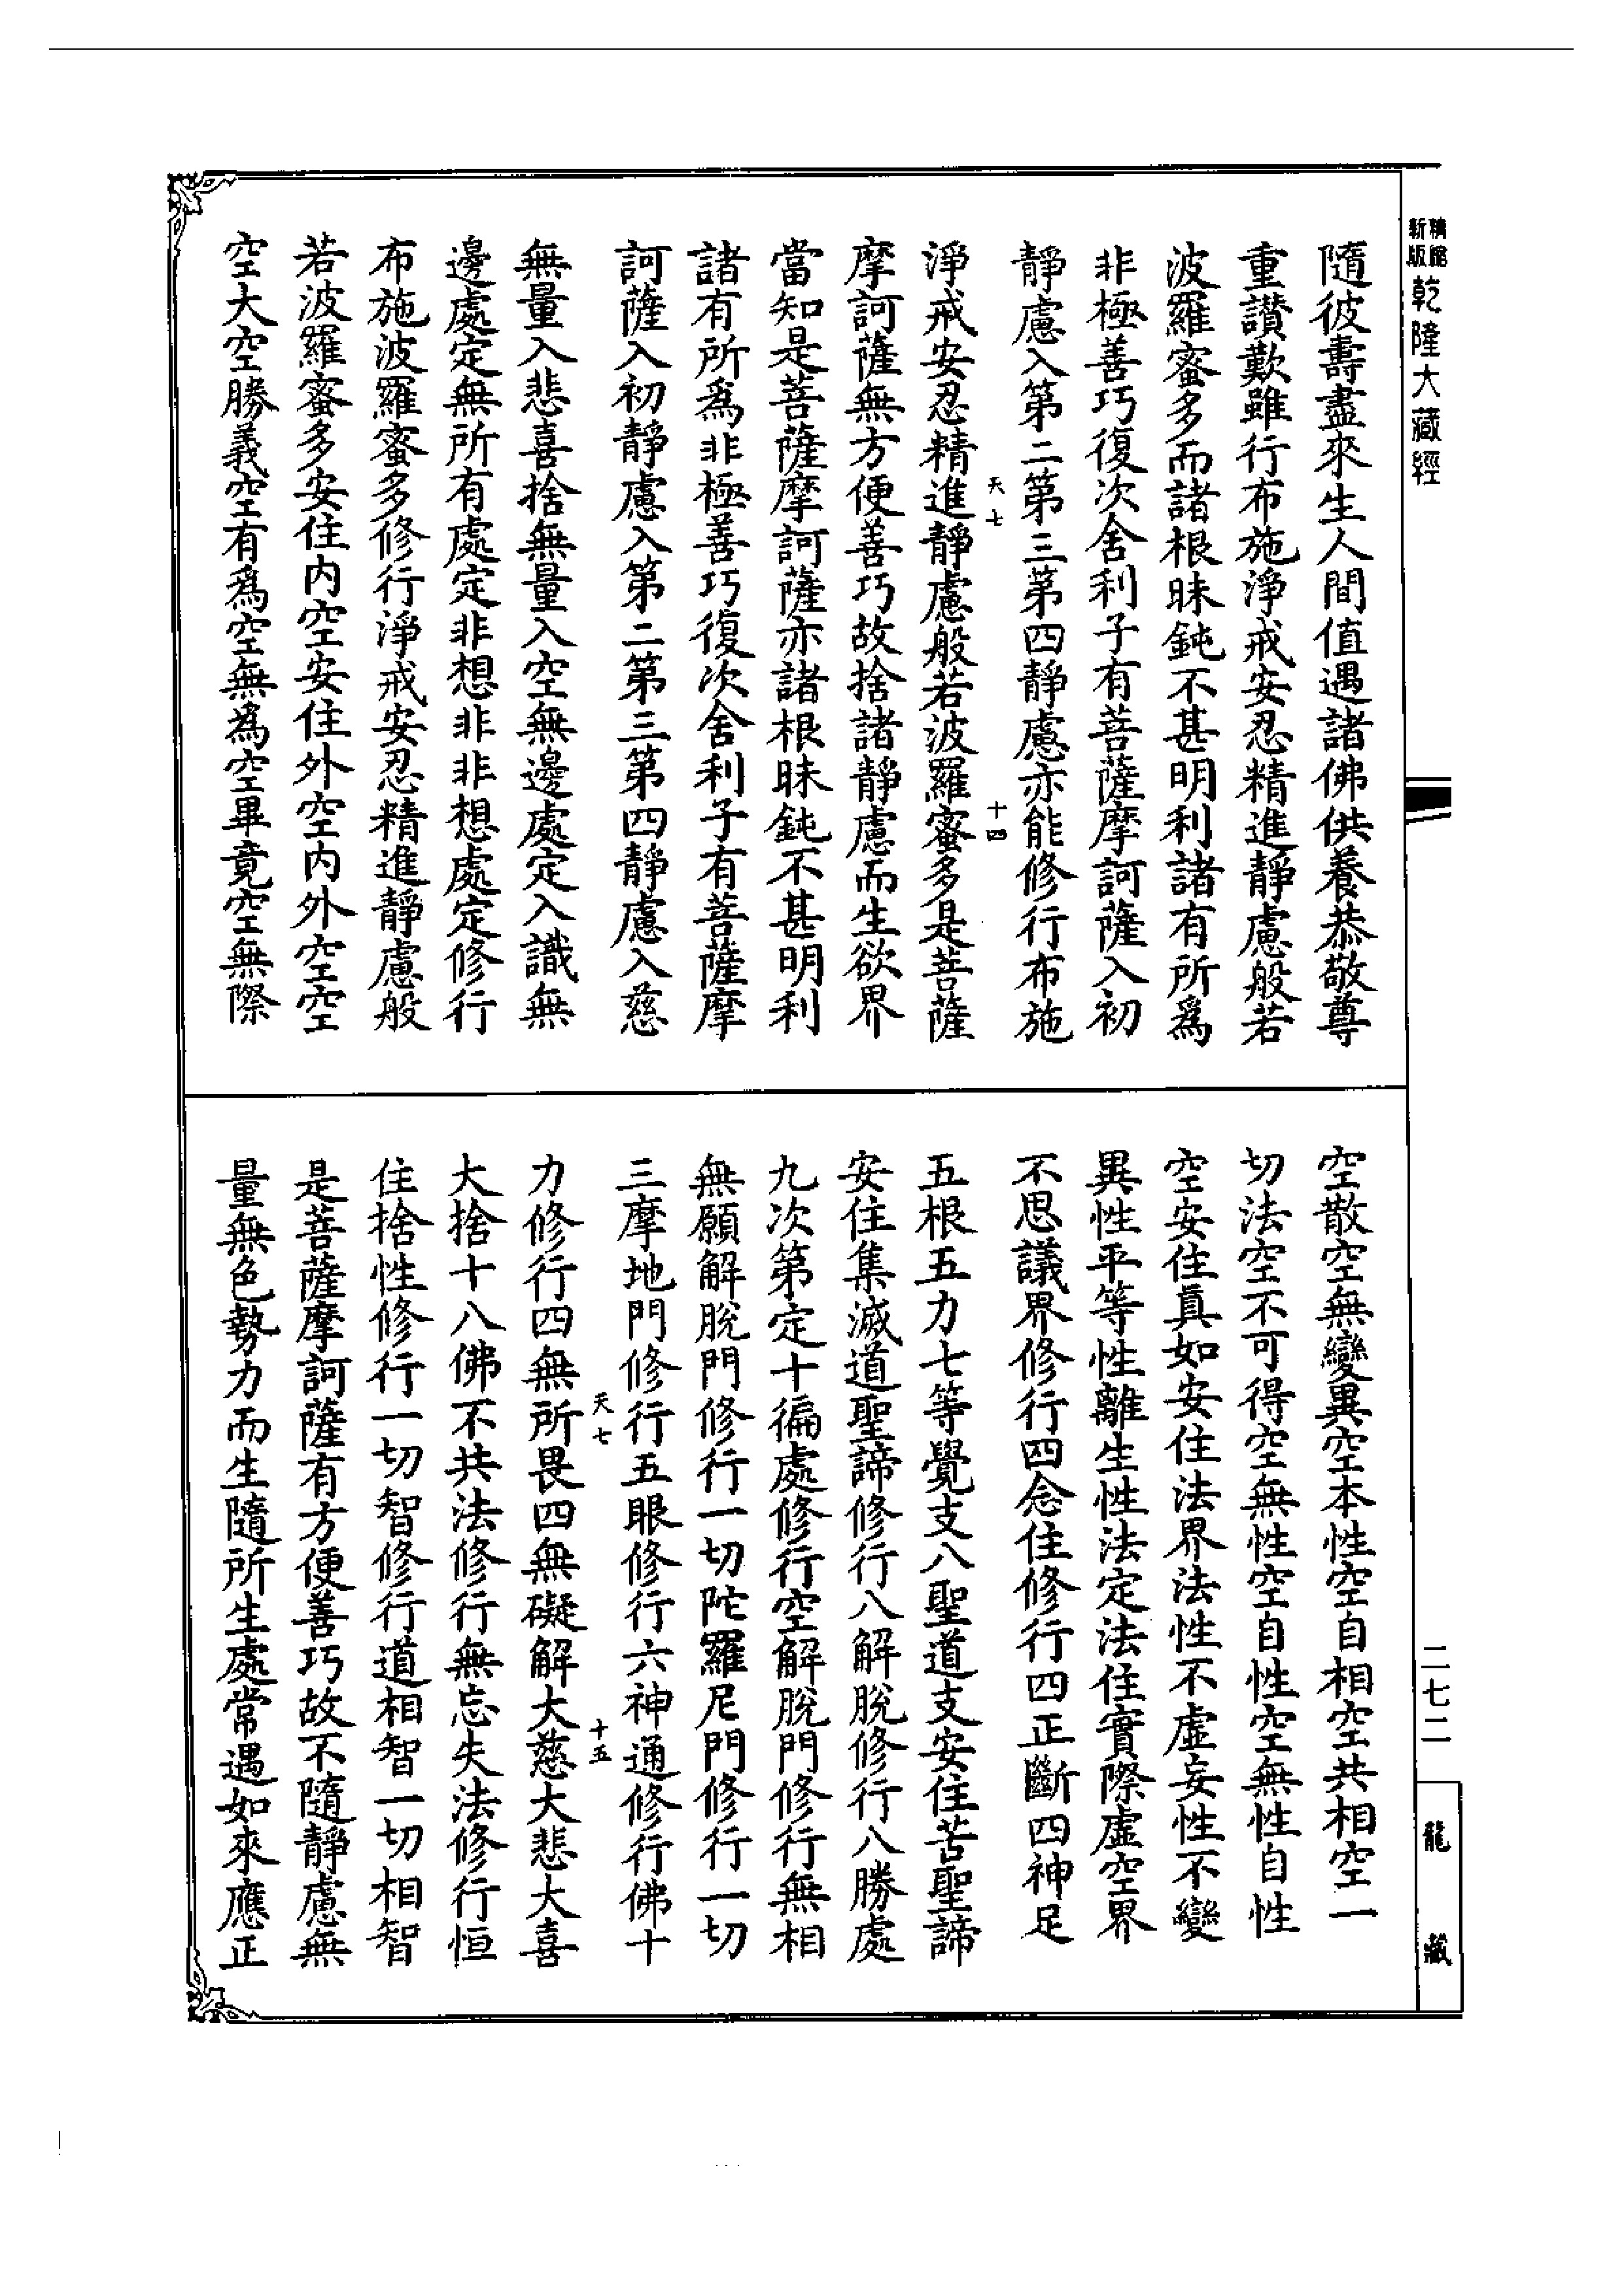 新版
精縮
乾隆大藏經
隨彼壽盡來生人間值遇諸佛供養恭敬尊
重讚歎雖行布施淨戒安忍精進靜慮般若
波羅蜜多而諸根昧鈍不甚明利諸有所爲
非極善巧復次舍利子有菩薩摩訶薩入初
靜慮入第二第三第四靜慮亦能修行布施
天七
十四
淨戒安忍精進靜慮般若波羅蜜多是菩薩
摩訶薩無方便善巧故捨諸靜慮而生欲界
當知是菩薩摩訶薩亦諸根昧鈍不甚明利
諸有所爲非極善巧復次舍利子有菩薩摩
訶薩入初靜慮入第二第三第四靜慮入慈
無量入悲喜捨無量入空無邊處定入識無
邊處定無所有處定非想非非想處定修行
布施波羅蜜多修行淨戒安忍精進靜慮般
若波羅蜜多安住內空安住外空內外空空
空大空勝義空有爲空無爲空畢竟空無際
空散空無變異空本性空自相空共相空一
切法空不可得空無性空自性空無性自性
空安住真如安住法界法性不虛妄性不變
異性平等性離生性法定法住實際虛空界
不思議界修行四念住修行四正斷四神足
五根五力七等覺支八聖道支安住苦聖諦
安住集滅道聖諦修行八解脫修行八勝處
九次第定十徧處修行空解脫門修行無相
無願解脫門修行一切陀羅尼門修行一切
三摩地門修行五眼修行六神通修行佛十
天七
十五
力修行四無所畏四無礙解大慈大悲大喜
大捨十八佛不共法修行無忘失法修行恒
住捨性修行一切智修行道相智一切相智
是菩薩摩訶薩有方便善巧故不隨靜慮無
量無色勢力而生隨所生處常遇如來應正
二七二
龍藏